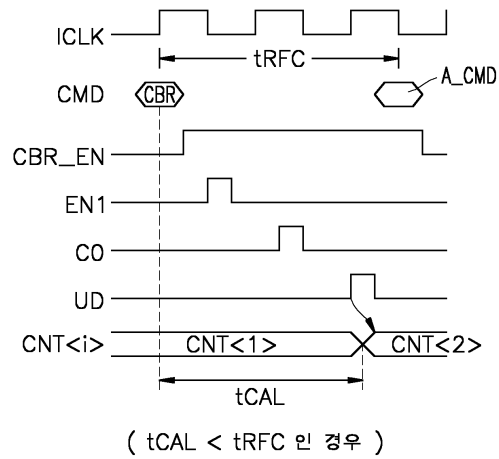 ICLK
tRFC
A_CMD
CMD
CBR
CBR_EN
EN1
CO
UD
CNT<i>
CNT<1>
CNT<2>
tCAL
( tCAL < tRFC 인 경우 )